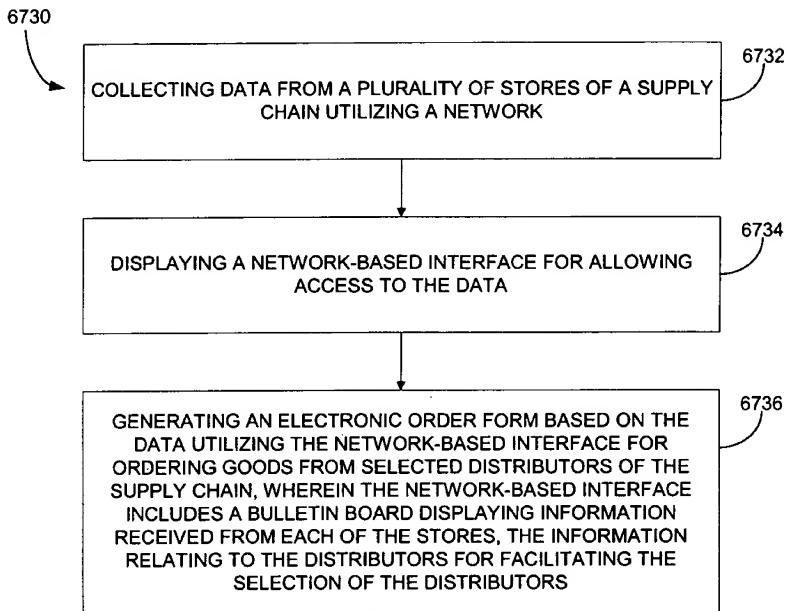 6730
6732
COLLECTING DATA FROM A PLURALITY OF STORES OF A SUPPLY
CHAIN UTILIZING A NETWORK
6734
DISPLAYING A NETWORK-BASED INTERFACE FOR ALLOWING
ACCESS TO THE DATA
6736
GENERATING AN ELECTRONIC ORDER FORM BASED ON THE
DATA UTILIZING THE NETWORK-BASED INTERFACE FOR
ORDERING GOODS FROM SELECTED DISTRIBUTORS OF THE
SUPPLY CHAIN, WHEREIN THE NETWORK-BASED INTERFACE
INCLUDES A BULLETIN BOARD DISPLAYING INFORMATION
RECEIVED FROM EACH OF THE STORES, THE INFORMATION
RELATING TO THE DISTRIBUTORS FOR FACILITATING THE
SELECTION OF THE DISTRIBUTORS